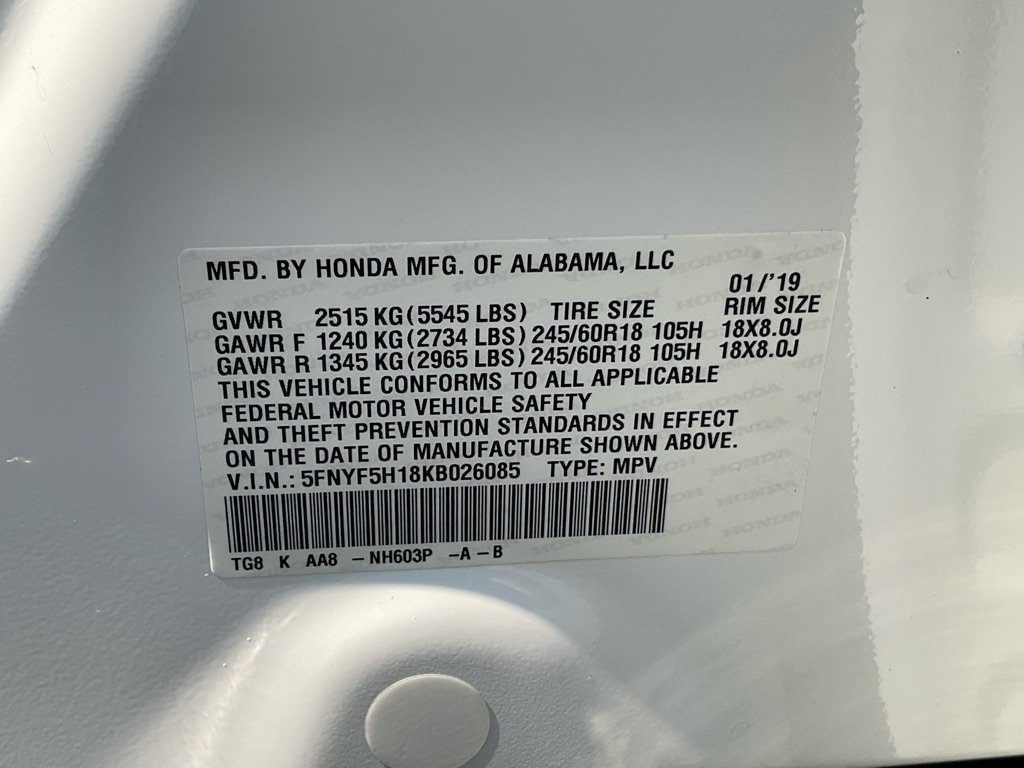 MFD. BY HONDA MFG. OF ALABAMA, LLC
01/'19
GVWR 2515 KG (5545 LBS) TIRE SIZE RIM SIZE
GAWR F 1240 KG (2734 LBS) 245/60R18 105H 18X8.0J
GAWR R 1345 KG (2965 LBS) 245/60R18 105H 18X8.0J
THIS VEHICLE CONFORMS TO ALL APPLICABLE
FEDERAL MOTOR VEHICLE SAFETY
AND THEFT PREVENTION STANDARDS IN EFFECT
ON THE DATE OF MANUFACTURE SHOWN ABOVE.
V.I.N.: 5FNYF5H18KB026085 TYPE: MPV
TG8 K AA8 – NH603P –A – B